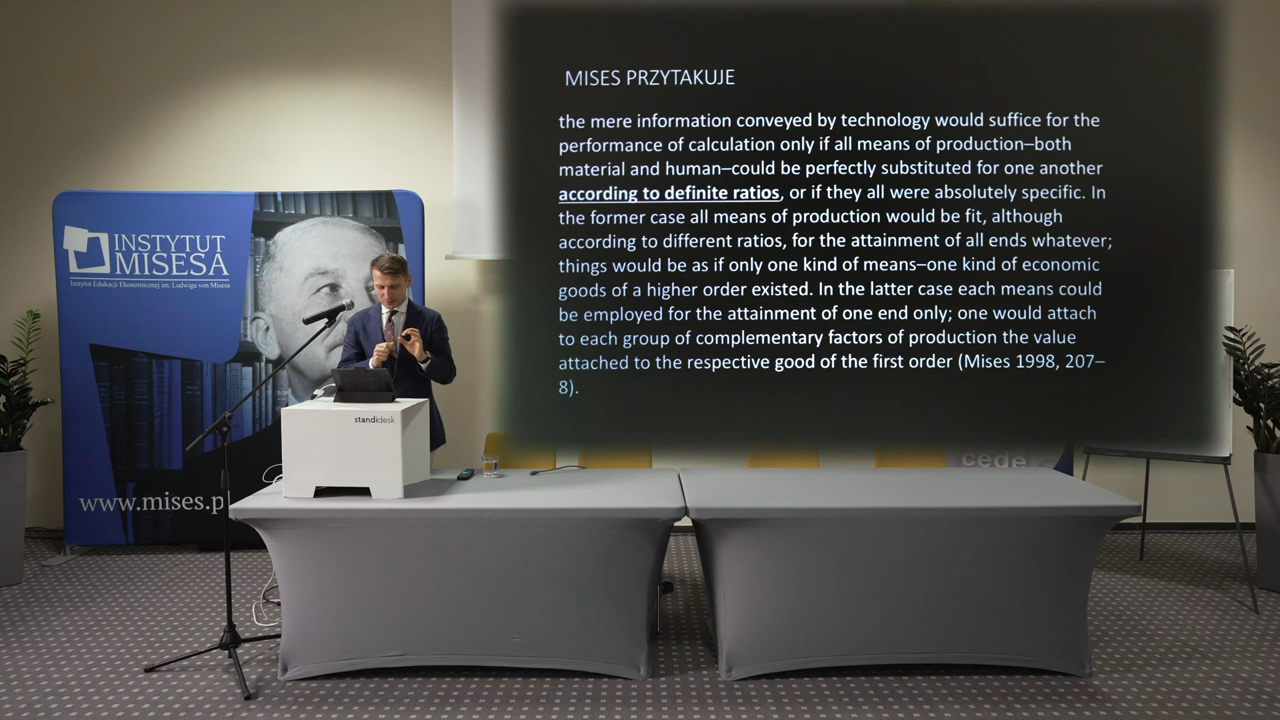 INSTYTUT
MISESA
Instytut Edukacji Ekonomicznej im. Ludwiga von Misesa
www.mises.p
standidesk
MISES PRZYTAKUJE
the mere information conveyed by technology would suffice for the
performance of calculation only if all means of production–both
material and human–could be perfectly substituted for one another
according to definite ratios, or if they all were absolutely specific. In
the former case all means of production would be fit, although
according to different ratios, for the attainment of all ends whatever;
things would be as if only one kind of means–one kind of economic
goods of a higher order existed. In the latter case each means could
be employed for the attainment of one end only; one would attach
to each group of complementary factors of production the value
attached to the respective good of the first order (Mises 1998, 207–
8).
cede